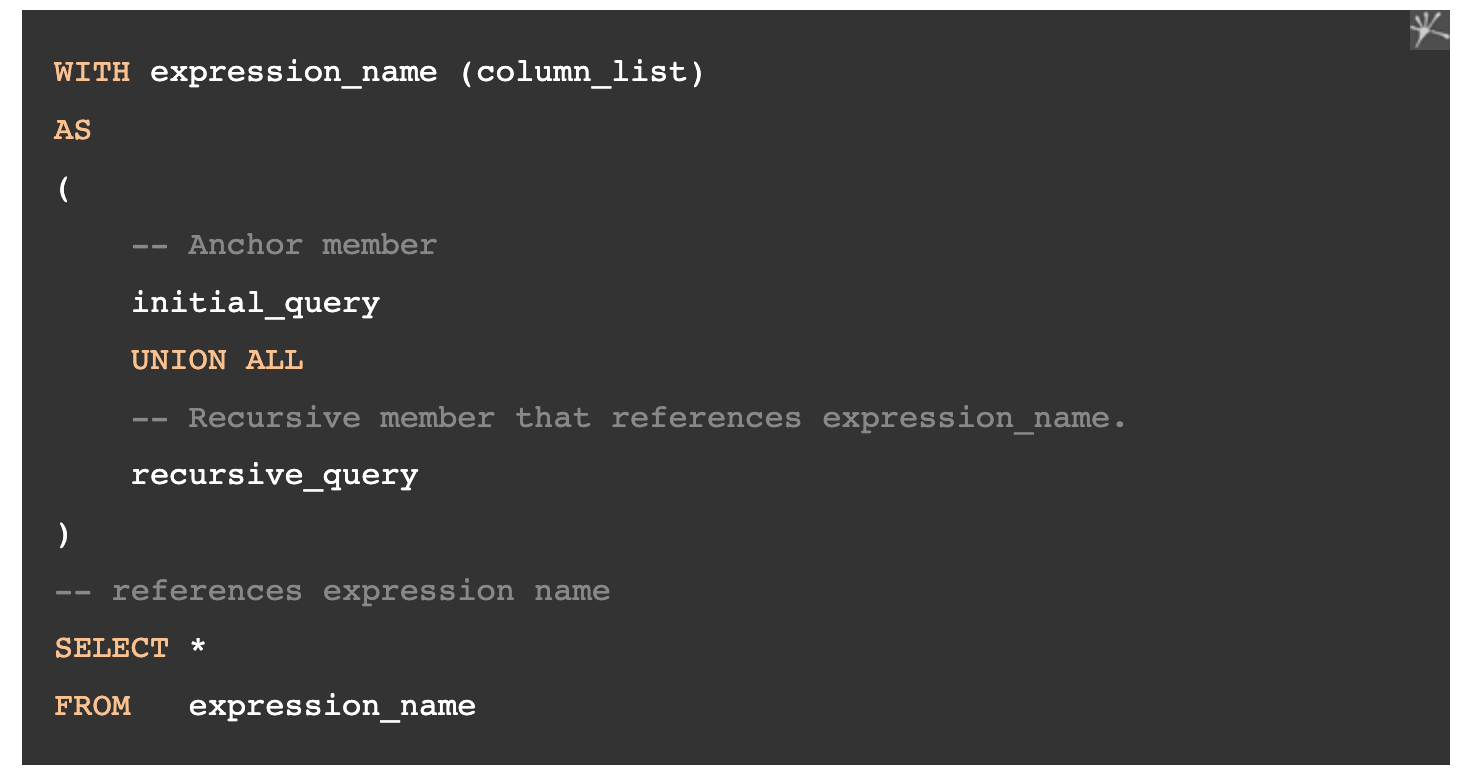 WITH expression_name (column_list)
AS
(
    -- Anchor member
    initial_query
    UNION ALL
    -- Recursive member that references expression_name.
    recursive_query
)
-- references expression name
SELECT *
FROM   expression_name